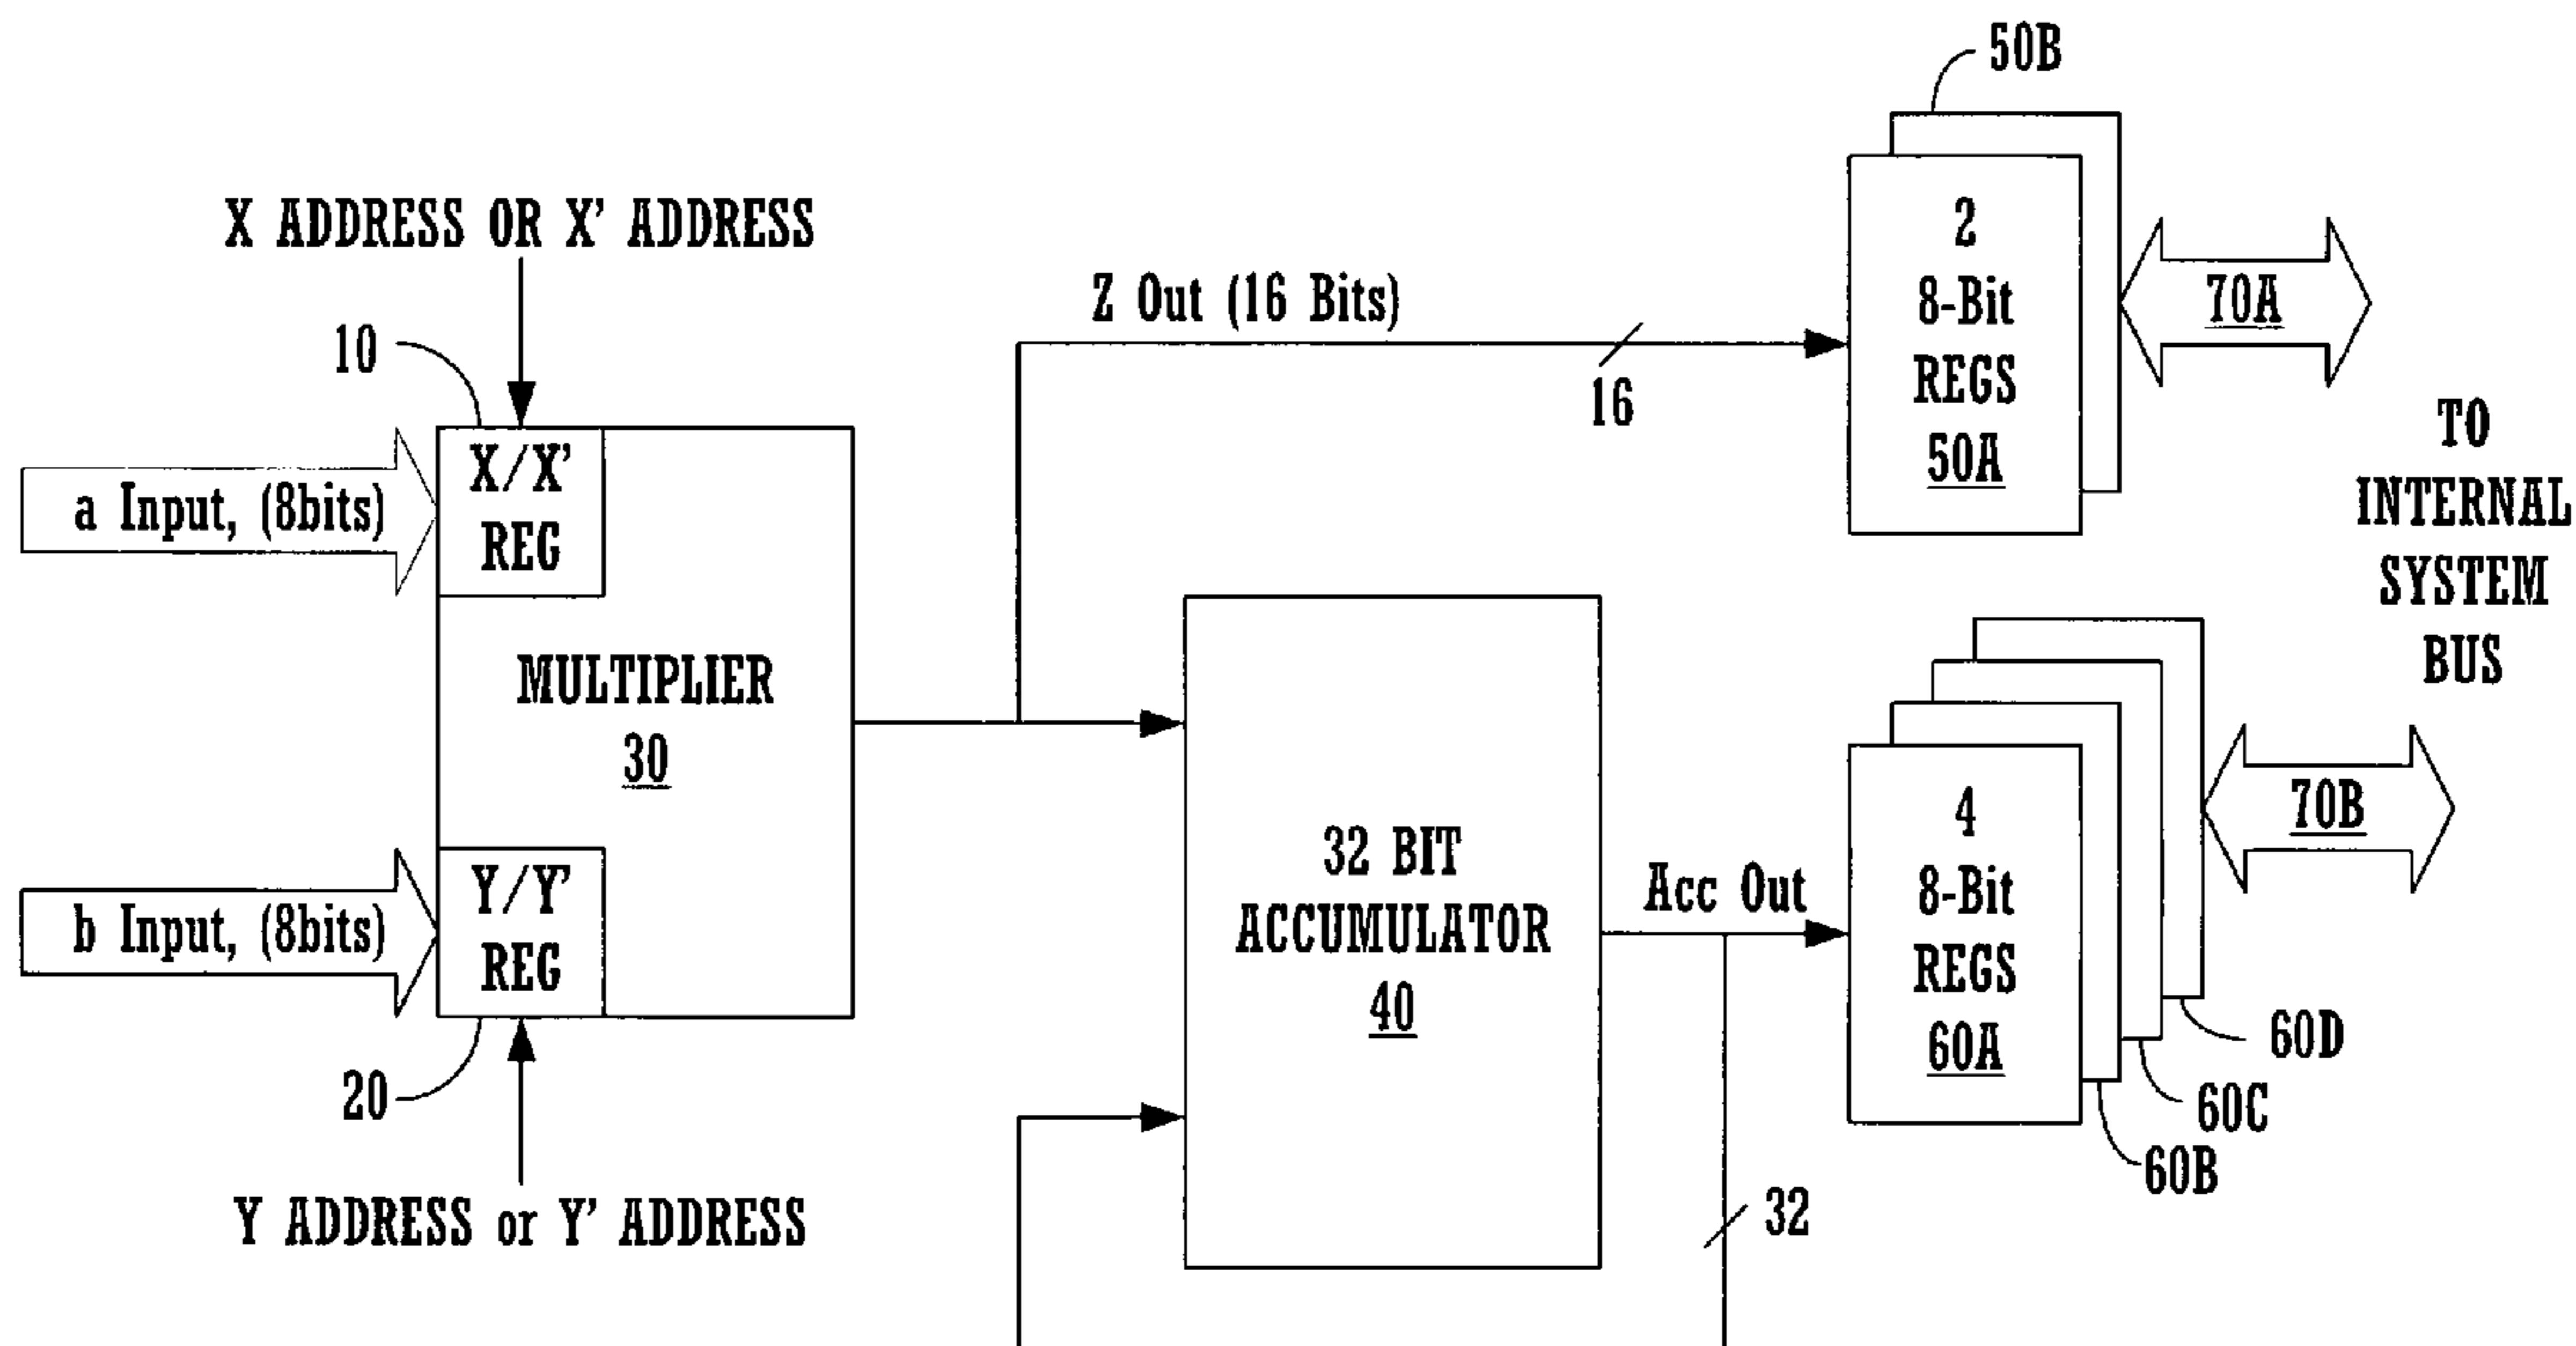 50B
X ADDRESS OR X' ADDRESS
10
a Input, (8bits)
X/X'
REG
MULTIPLIER
30
b Input, (8bits)
Y/Y'
REG
20
Y ADDRESS or Y' ADDRESS
Z Out (16 Bits)
16
2
8-Bit
REGS
50A
70A
TO
INTERNAL
SYSTEM
BUS
32 BIT
ACCUMULATOR
40
Acc Out
32
4
8-Bit
REGS
60A
70B
60D
60C
60B